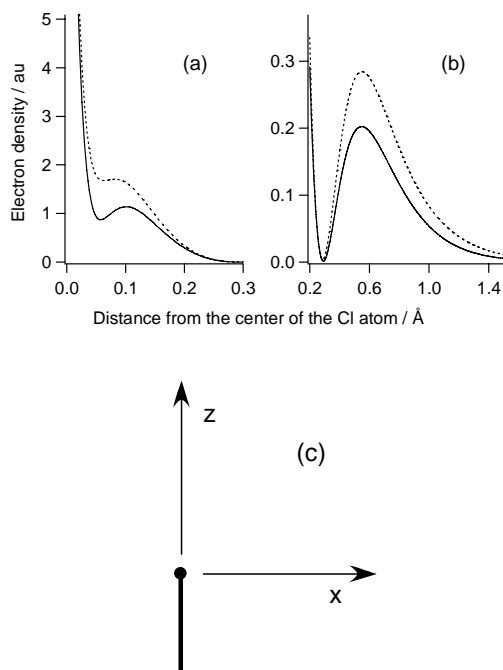 Electron density / au
5
4
3
2
1
0
(a)
0.0 0.1 0.2 0.3
0.3
0.2
0.1
0.0
(b)
0.2 0.6 1.0 1.4
Distance from the center of the Cl atom / Å
z
(c)
x